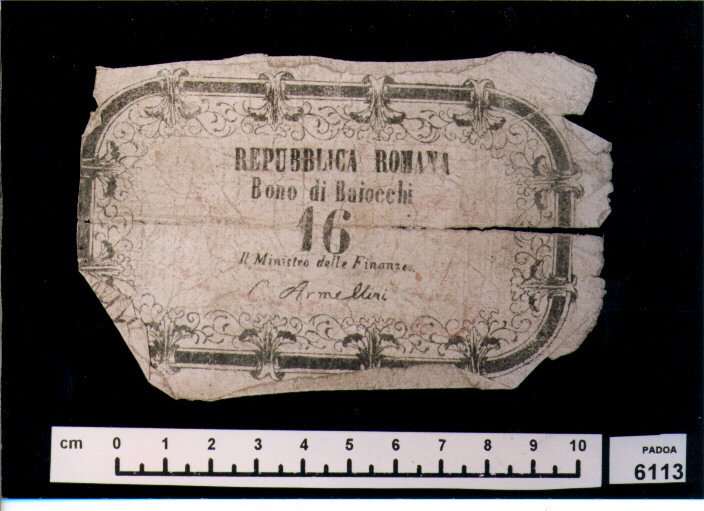 REPUBBLICA ROMANA
Bono di Baiocchi
16
Il Ministro delle Finanze
C Armellini
cm 0 1 2 3 4 5 6 7 8 9 10
PADOA
6113